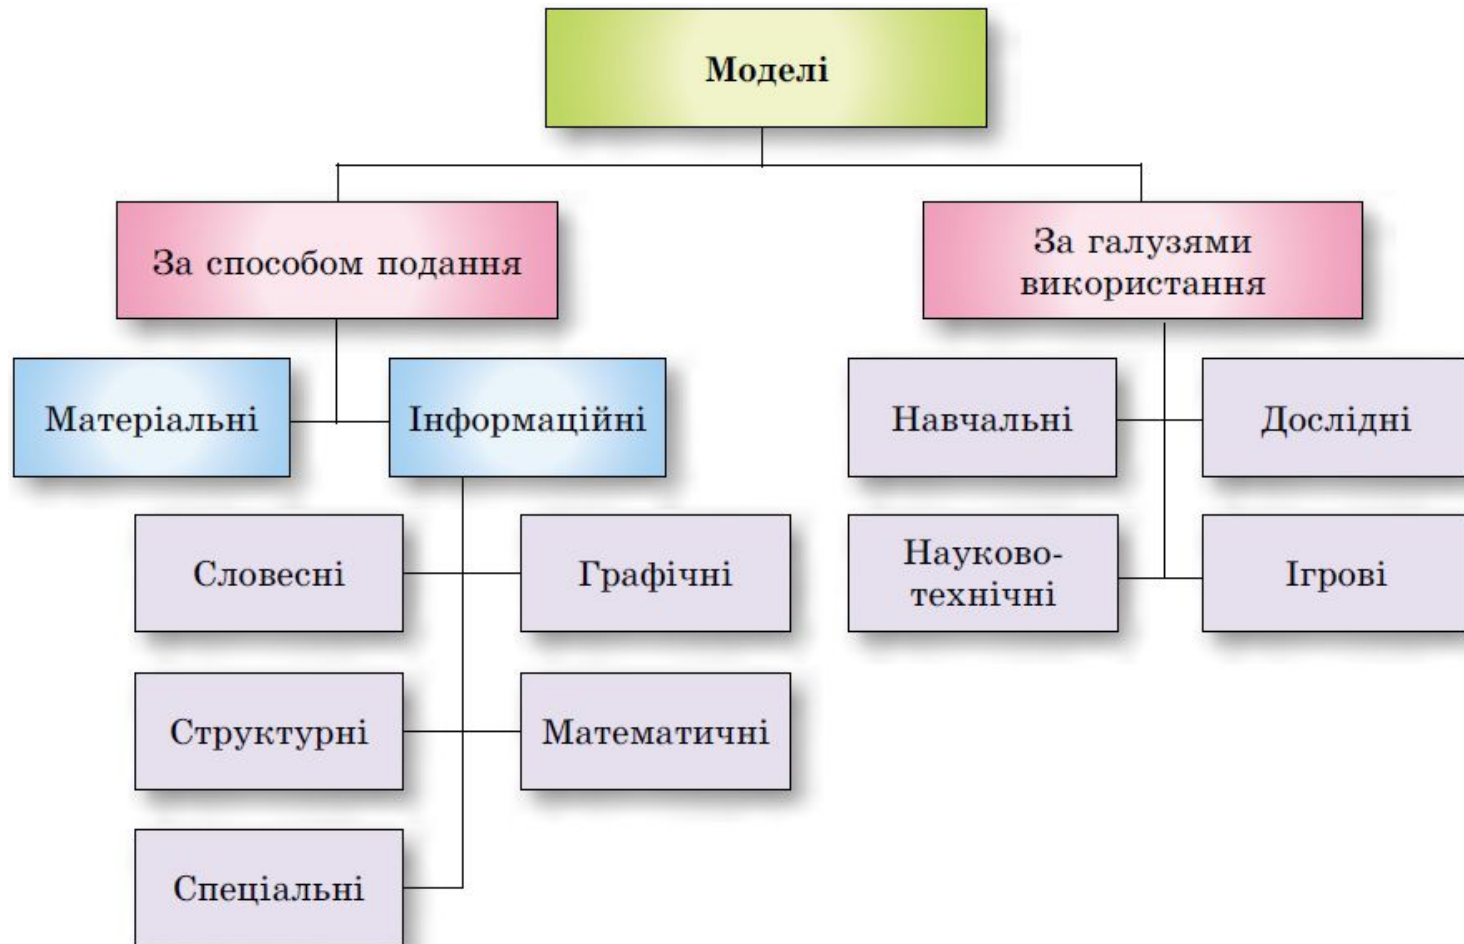 Моделі
За способом подання
За галузями
використання
Матеріальні
Інформаційні
Навчальні
Дослідні
Словесні
Графічні
Науково-
технічні
Ігрові
Структурні
Математичні
Спеціальні